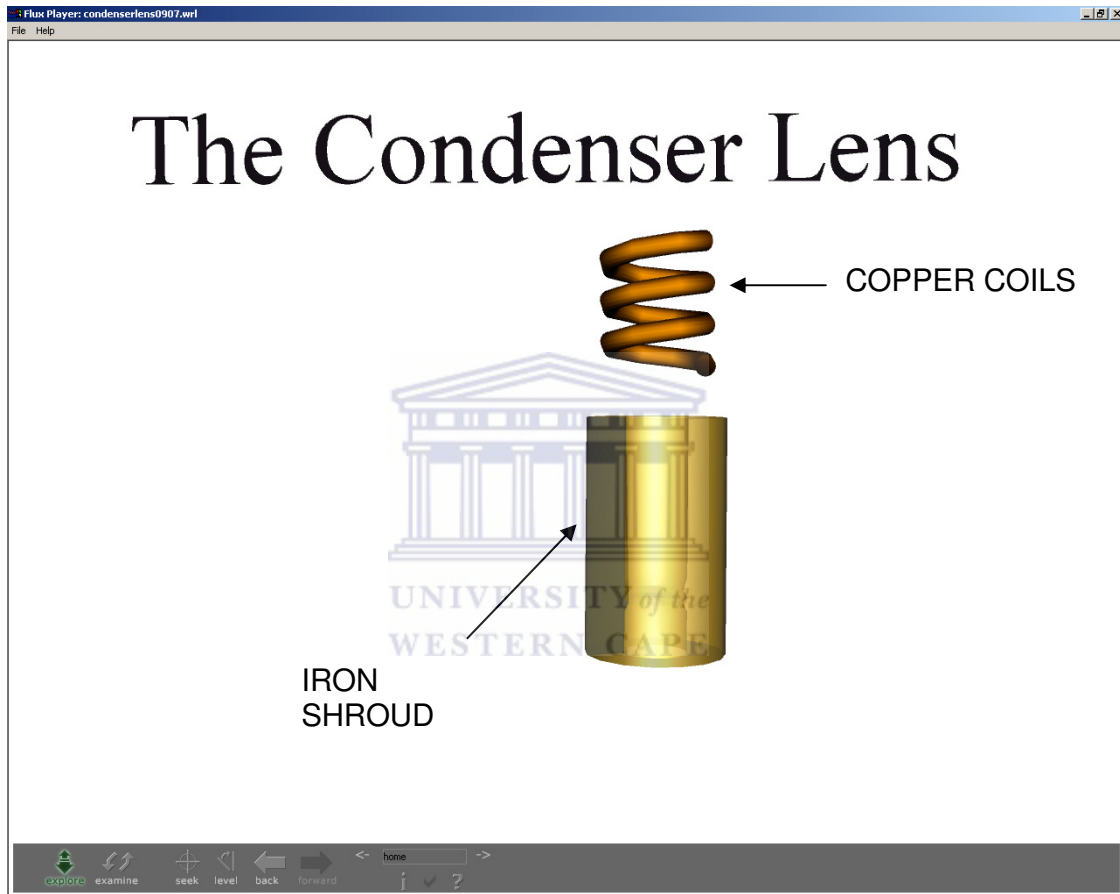 Flux Player: condenserlens0907.wrl
File Help
The Condenser Lens
COPPER COILS
UNIVERSITY of the
WESTERN CAPE
IRON
SHROUD
explore examine seek level back forward <- home -> i ?